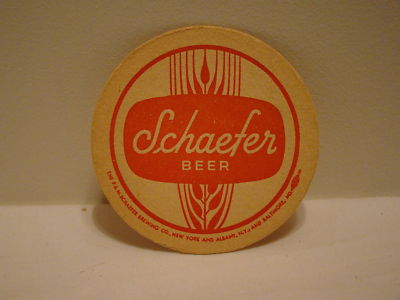 Schaefer
BEER
THE F. & M. SCHAEFER BREWING CO., NEW YORK AND ALBANY, N.Y., AND BALTIMORE, MD.